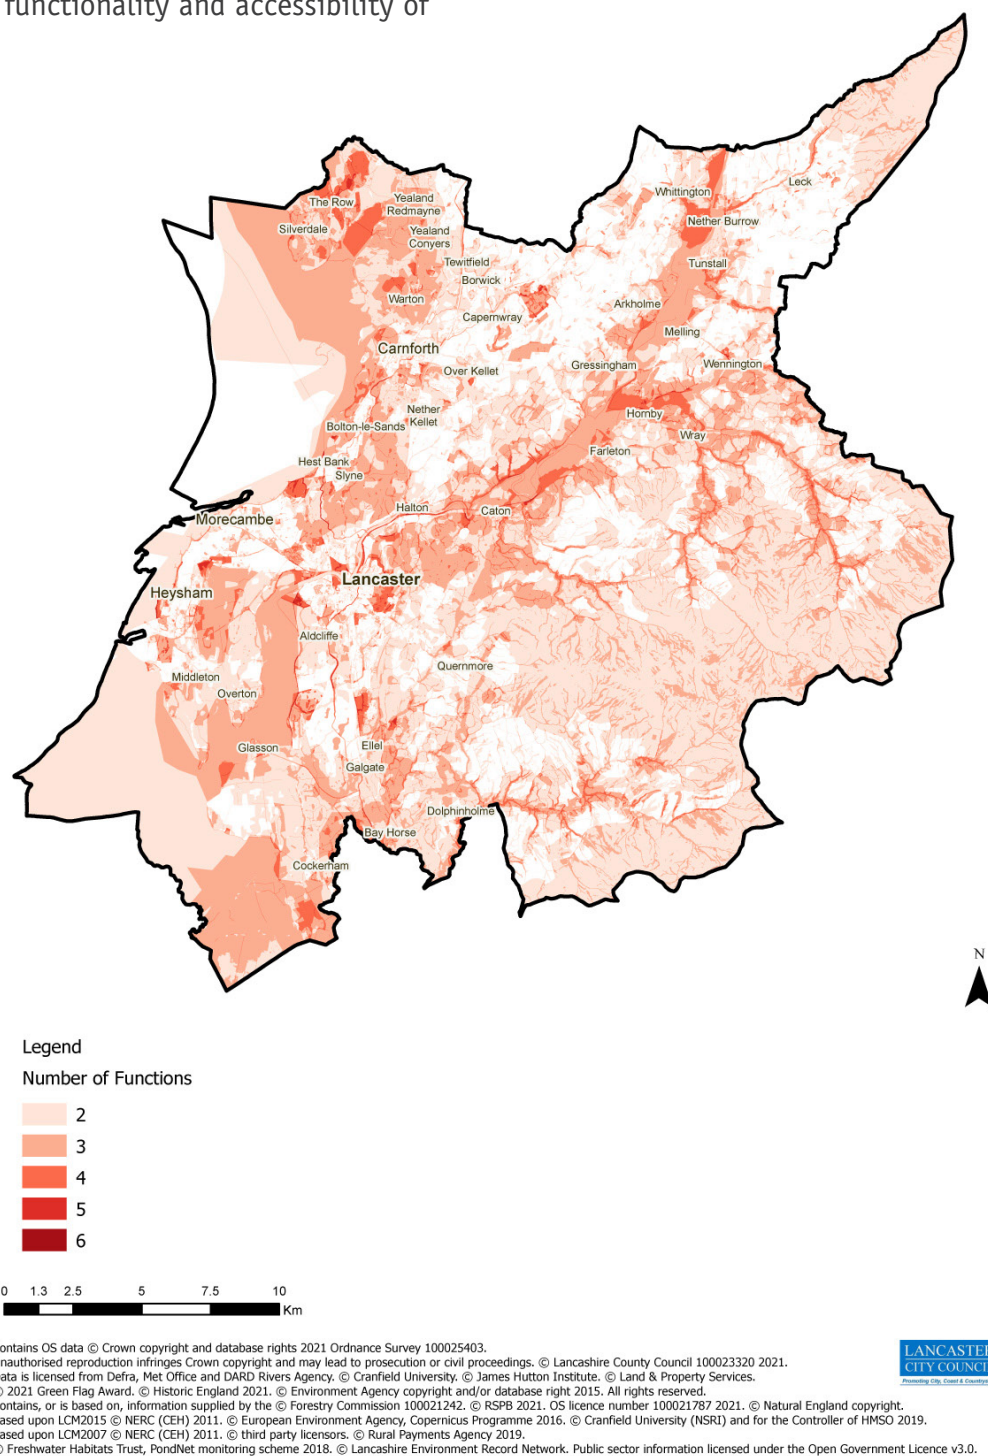 functionality and accessibility of
The Row
Yealand
Redmayne
Silverdale
Yealand
Conyers
Tewitfield
Borwick
Warton
Capernwray
Carnforth
Over Kellet
Nether
Kellet
Bolton-le-Sands
Hest Bank
Slyne
Whittington
Leck
Nether Burrow
Tunstall
Arkholme
Melling
Gressingham
Wennington
Hornby
Wray
Farleton
Halton
Caton
Morecambe
Lancaster
Heysham
Aldcliffe
Quernmore
Middleton
Overton
Glasson
Ellel
Galgate
Dolphinholme
Bay Horse
Cockerham
N
Legend
Number of Functions
2
3
4
5
6
0 1.3 2.5 5 7.5 10
Km
ontains OS data © Crown copyright and database rights 2021 Ordnance Survey 100025403.
nauthorised reproduction infringes Crown copyright and may lead to prosecution or civil proceedings. © Lancashire County Council 100023320 2021.
ata is licensed from Defra, Met Office and DARD Rivers Agency. © Cranfield University. © James Hutton Institute. © Land & Property Services.
© 2021 Green Flag Award. © Historic England 2021. © Environment Agency copyright and/or database right 2015. All rights reserved.
ontains, or is based on, information supplied by the © Forestry Commission 100021242. © RSPB 2021. OS licence number 100021787 2021. © Natural England copyright.
ased upon LCM2015 © NERC (CEH) 2011. © European Environment Agency, Copernicus Programme 2016. © Cranfield University (NSRI) and for the Controller of HMSO 2019.
ased upon LCM2007 © NERC (CEH) 2011. © third party licensors. © Rural Payments Agency 2019.
© Freshwater Habitats Trust, PondNet monitoring scheme 2018. © Lancashire Environment Record Network. Public sector information licensed under the Open Government Licence v3.0.
LANCASTER
CITY COUNCI
Promoting City, Coast & Countrys